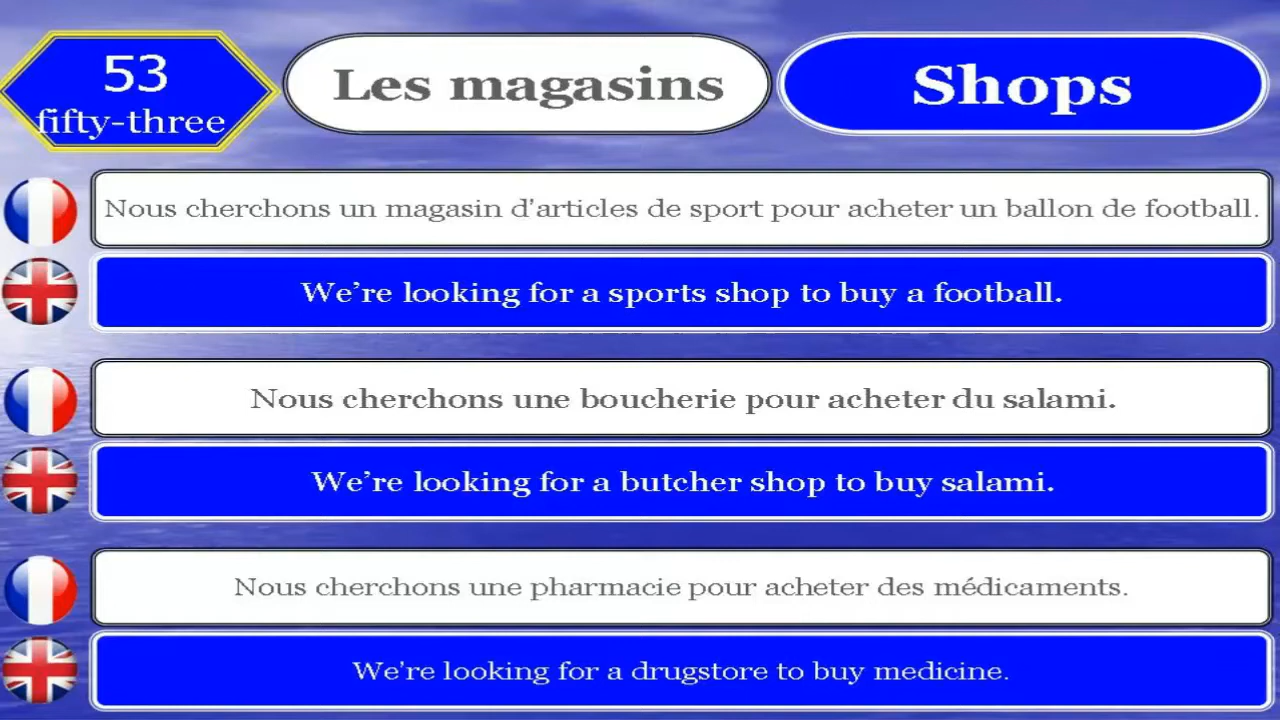 53
fifty-three
Les magasins
Shops
Nous cherchons un magasin d'articles de sport pour acheter un ballon de football.
We’re looking for a sports shop to buy a football.
Nous cherchons une boucherie pour acheter du salami.
We’re looking for a butcher shop to buy salami.
Nous cherchons une pharmacie pour acheter des médicaments.
We're looking for a drugstore to buy medicine.